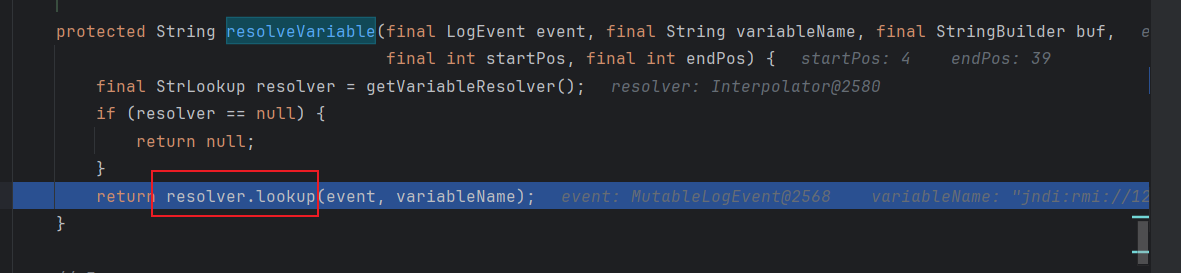 protected String resolveVariable(final LogEvent event, final String variableName, final StringBuilder buf, e
final int startPos, final int endPos) { startPos: 4 endPos: 39
final StrLookup resolver = getVariableResolver(); resolver: Interpolator@2580
if (resolver == null) {
return null;
}
return resolver.lookup(event, variableName); event: MutableLogEvent@2568 variableName: "jndi:rmi://12
}